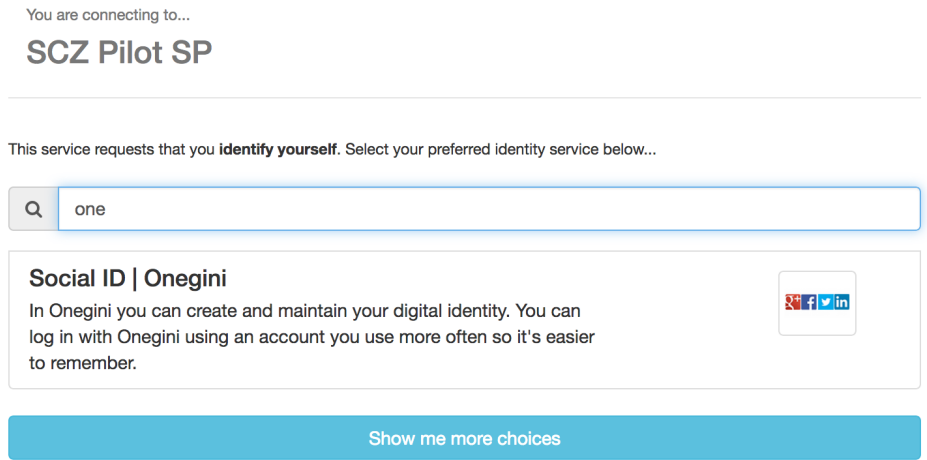 You are connecting to...
SCZ Pilot SP
This service requests that you identify yourself. Select your preferred identity service below...
one
Social ID | Onegini
In Onegini you can create and maintain your digital identity. You can
log in with Onegini using an account you use more often so it's easier
to remember.
g+ f in
Show me more choices